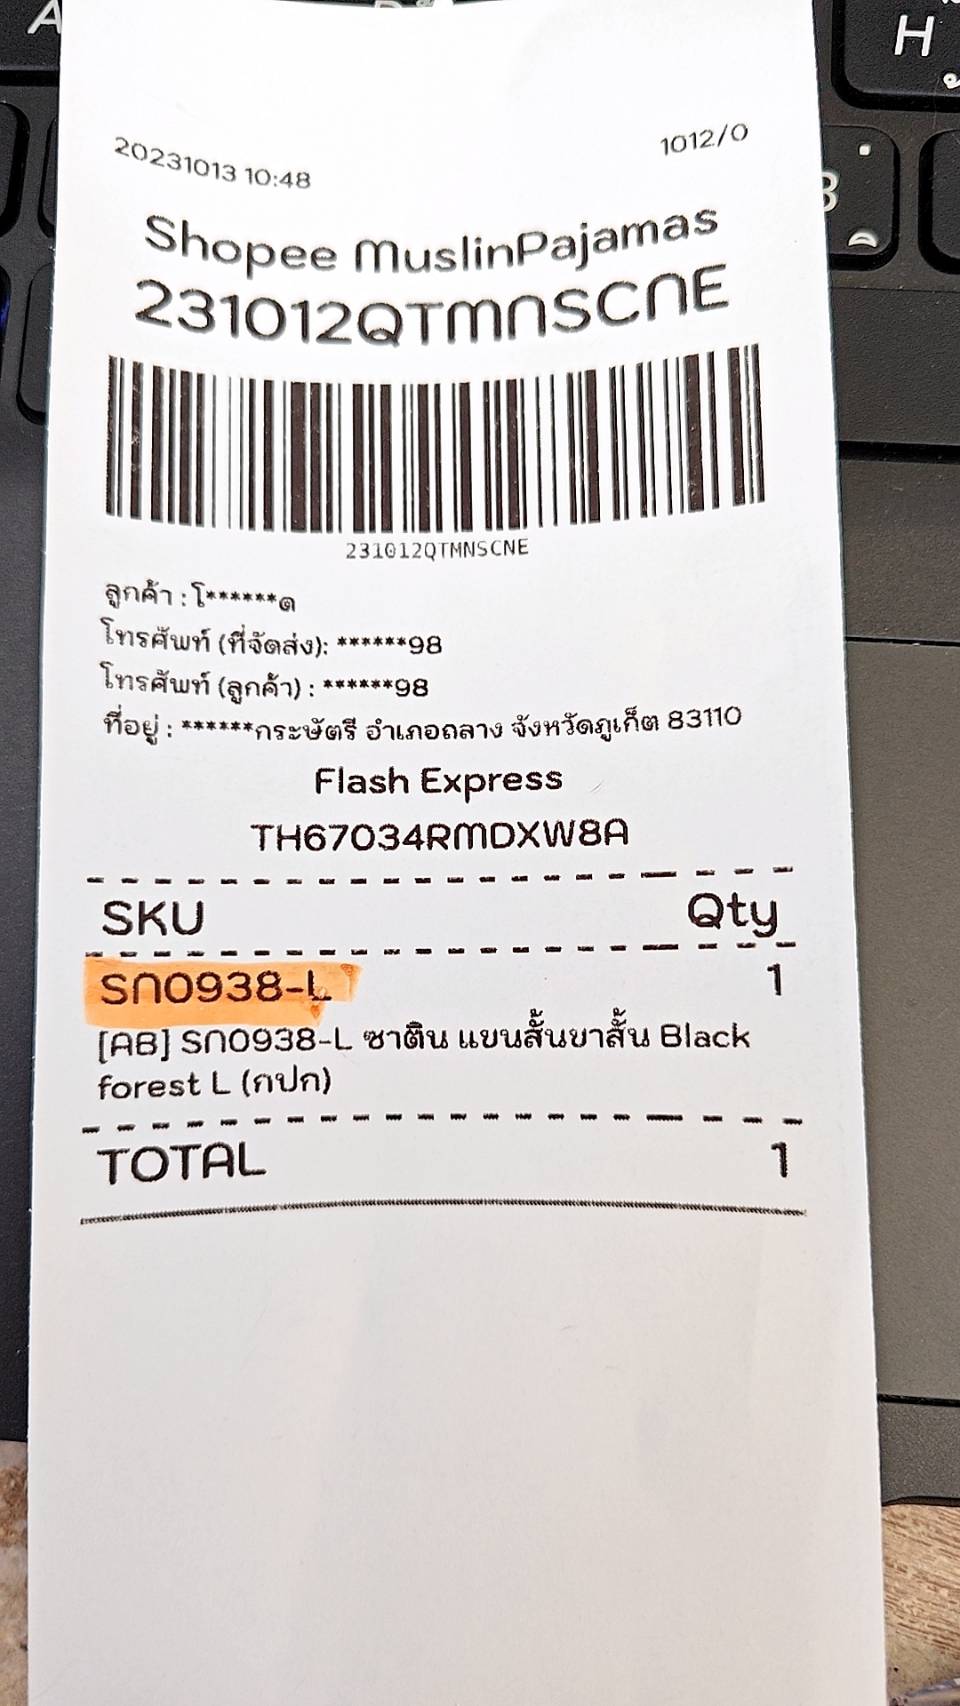 20231013 10:48
1012/0
Shopee MuslinPajamas
231012QTMNSCNE
231012QTMNSCNE
ลูกค้า : โ******ด
โทรศัพท์ (ที่จัดส่ง): ******98
โทรศัพท์ (ลูกค้า) : ******98
ที่อยู่ : ******กระษัตรี อำเภอถลาง จังหวัดภูเก็ต 83110
Flash Express
TH67034RMDXW8A
SKU Qty
SN0938-L 1
[AB] SN0938-L ซาติน แขนสั้นขาสั้น Black
forest L (กปก)
TOTAL 1
A
H
B